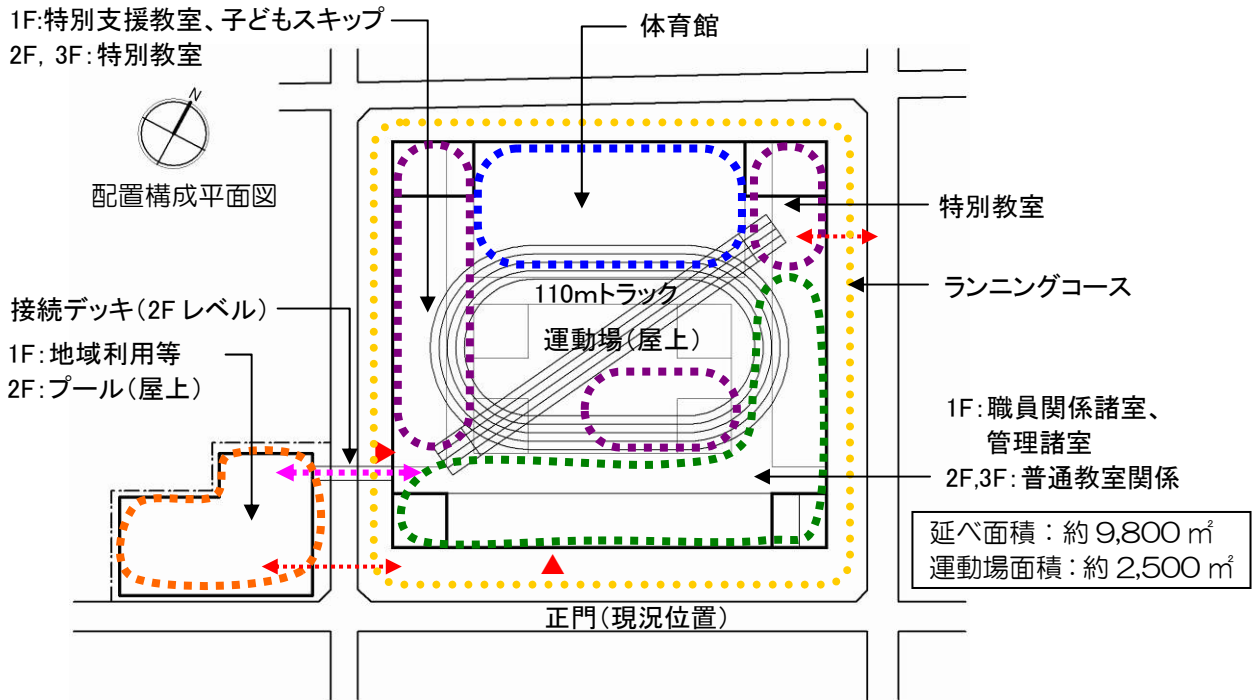 1F:特別支援教室、子どもスキップ
2F, 3F:特別教室
体育館
N
配置構成平面図
特別教室
ランニングコース
110mトラック
運動場(屋上)
接続デッキ(2Fレベル)
1F:地域利用等
2F:プール(屋上)
1F:職員関係諸室、
管理諸室
2F,3F:普通教室関係
延べ面積:約 9,800 ㎡
運動場面積:約 2,500 ㎡
正門(現況位置)